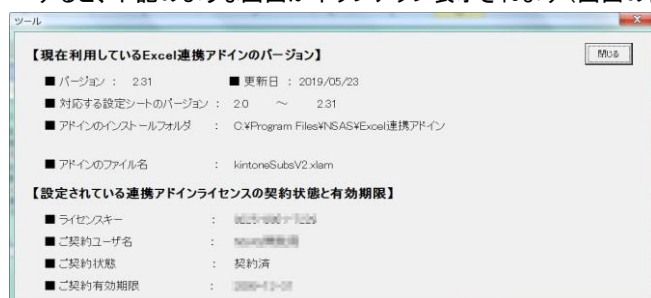 ツール
【現在利用しているExcel連携アドインのバージョン】
閉じる
■ バージョン : 2.31 ■ 更新日 : 2019/05/23
■ 対応する設定シートのバージョン : 2.0 ～ 2.31
■ アドインのインストールフォルダ : C:¥Program Files¥NSAS¥Excel連携アドイン
■ アドインのファイル名 : kintoneSubsV2.xlam
【設定されている連携アドインライセンスの契約状態と有効期限】
■ ライセンスキー :
■ ご契約ユーザ名 :
■ ご契約状態 : 契約済
■ ご契約有効期限 :